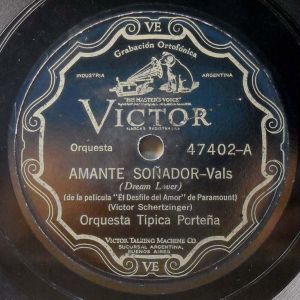 VE
Grabación Ortofónica
INDUSTRIA ARGENTINA
"HIS MASTER'S VOICE"
VICTOR
MARCAS REGISTRADAS
Orquesta 47402-A
AMANTE SOÑADOR-Vals
(Dream Lover)
(de la película "El Desfile del Amor" de Paramount)
(Victor Schertzinger)
Orquesta Típica Porteña
VICTOR TALKING MACHINE CO.
SUCURSAL ARGENTINA,
BUENOS AIRES
VE